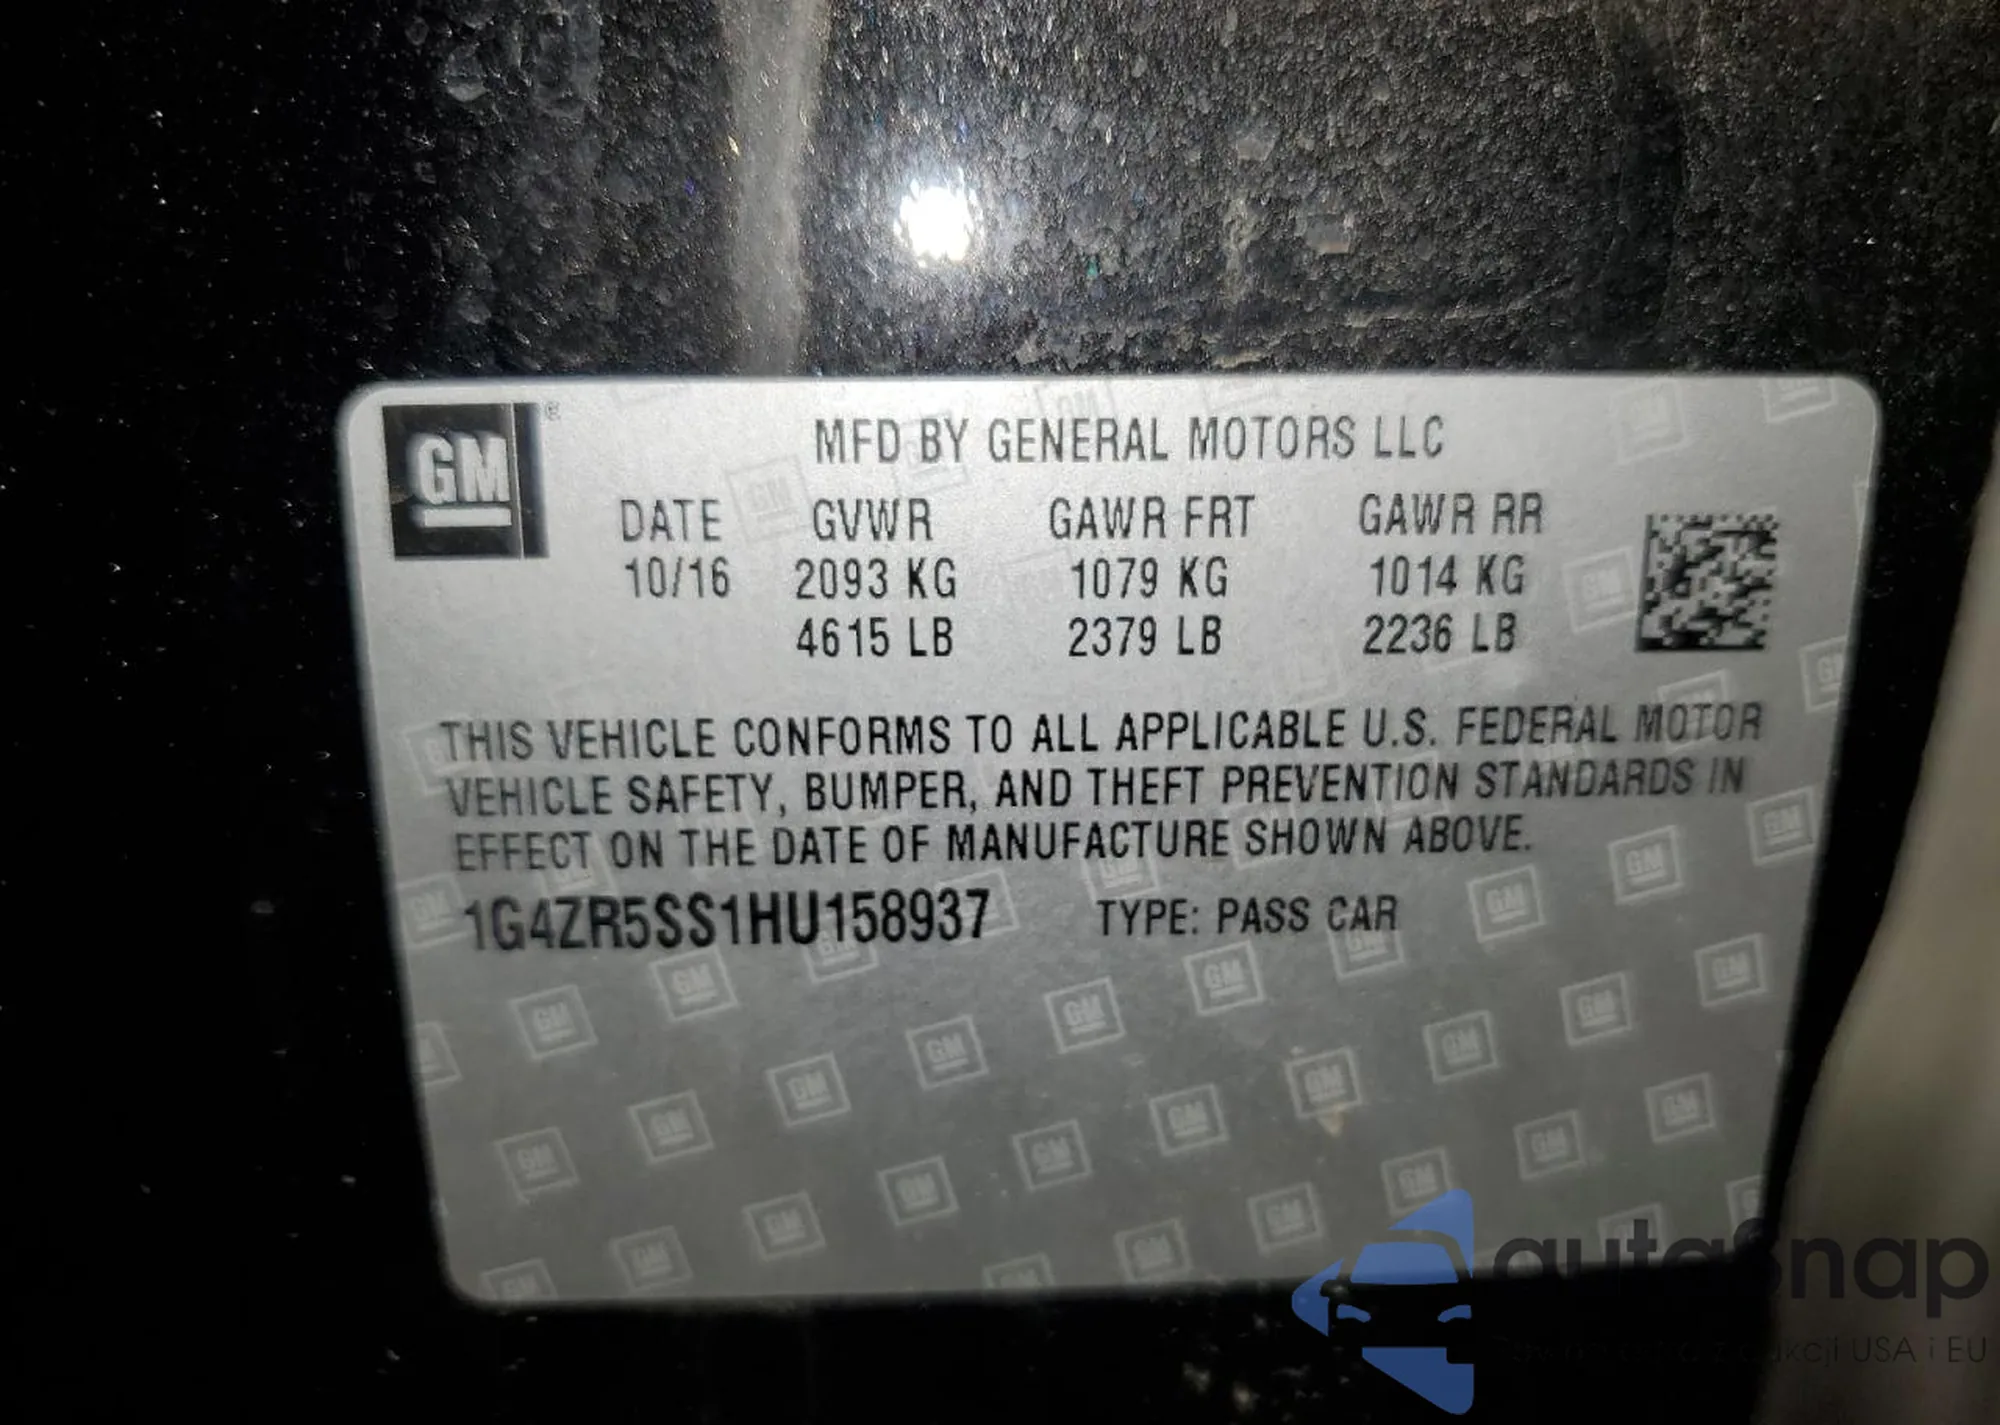 GM ®
MFD BY GENERAL MOTORS LLC
DATE GVWR GAWR FRT GAWR RR
10/16 2093 KG 1079 KG 1014 KG
4615 LB 2379 LB 2236 LB
THIS VEHICLE CONFORMS TO ALL APPLICABLE U.S. FEDERAL MOTOR
VEHICLE SAFETY, BUMPER, AND THEFT PREVENTION STANDARDS IN
EFFECT ON THE DATE OF MANUFACTURE SHOWN ABOVE.
1G4ZR5SS1HU158937 TYPE: PASS CAR
USA i EU